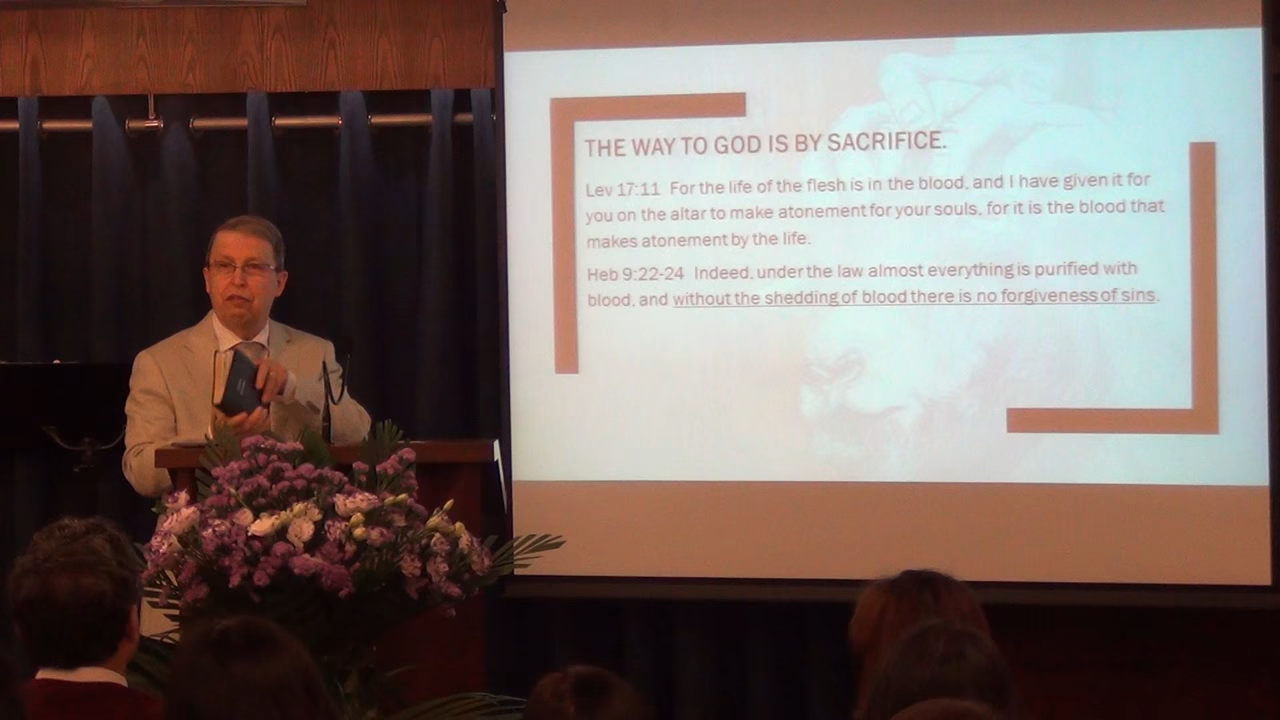 THE WAY TO GOD IS BY SACRIFICE.
Lev 17:11 For the life of the flesh is in the blood, and I have given it for
you on the altar to make atonement for your souls, for it is the blood that
makes atonement by the life.
Heb 9:22-24 Indeed, under the law almost everything is purified with
blood, and without the shedding of blood there is no forgiveness of sins.